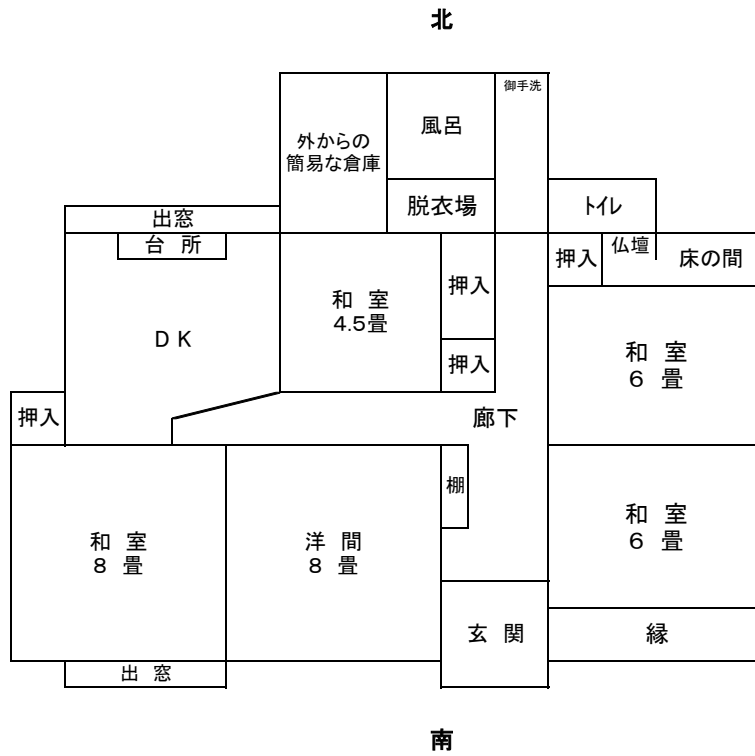 北
御手洗
風呂
外からの
簡易な倉庫
脱衣場
トイレ
出窓
台 所
仏壇
押入
床の間
押入
和 室
4.5畳
DK
和 室
6 畳
押入
押入
廊下
棚
和 室
6 畳
和 室
8 畳
洋 間
8 畳
玄 関
縁
出 窓
南